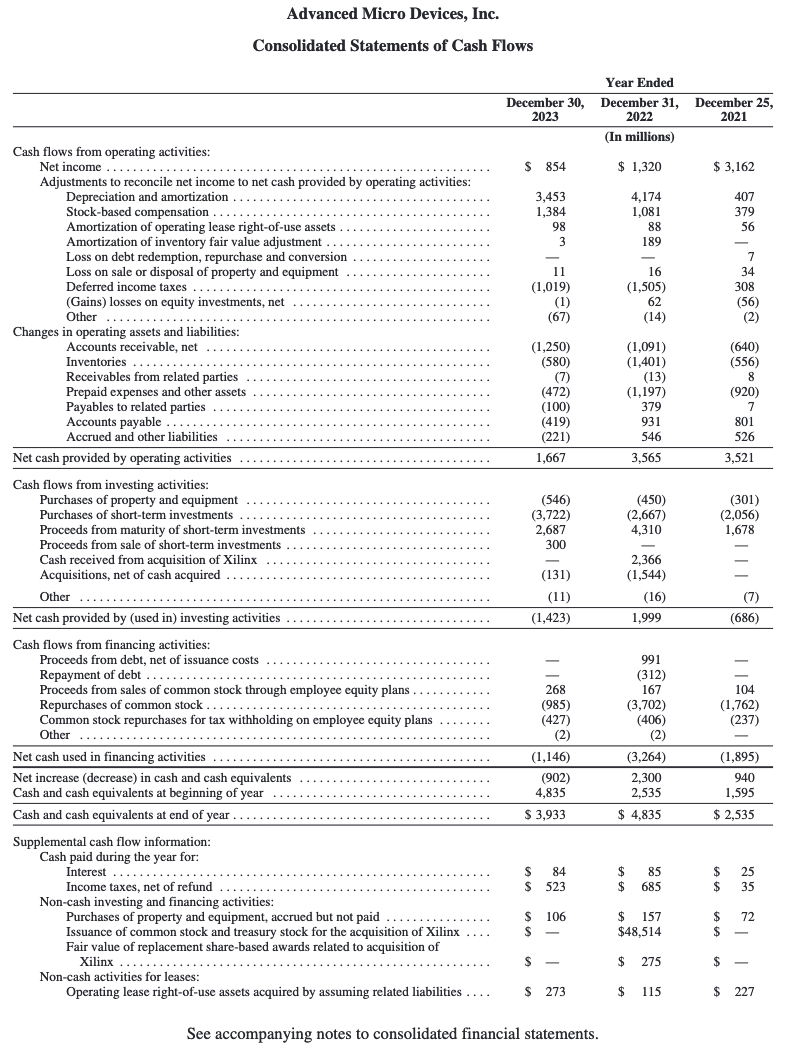 Advanced Micro Devices, Inc.
Consolidated Statements of Cash Flows
Year Ended
December 30, 2023 December 31, 2022 December 25, 2021
(In millions)
Cash flows from operating activities:
Net income $ 854 $ 1,320 $ 3,162
Adjustments to reconcile net income to net cash provided by operating activities:
Depreciation and amortization 3,453 4,174 407
Stock-based compensation 1,384 1,081 379
Amortization of operating lease right-of-use assets 98 88 56
Amortization of inventory fair value adjustment 3 189 —
Loss on debt redemption, repurchase and conversion — — 7
Loss on sale or disposal of property and equipment 11 16 34
Deferred income taxes (1,019) (1,505) 308
(Gains) losses on equity investments, net (1) 62 (56)
Other (67) (14) (2)
Changes in operating assets and liabilities:
Accounts receivable, net (1,250) (1,091) (640)
Inventories (580) (1,401) (556)
Receivables from related parties (7) (13) 8
Prepaid expenses and other assets (472) (1,197) (920)
Payables to related parties (100) 379 7
Accounts payable (419) 931 801
Accrued and other liabilities (221) 546 526
Net cash provided by operating activities 1,667 3,565 3,521
Cash flows from investing activities:
Purchases of property and equipment (546) (450) (301)
Purchases of short-term investments (3,722) (2,667) (2,056)
Proceeds from maturity of short-term investments 2,687 4,310 1,678
Proceeds from sale of short-term investments 300 — —
Cash received from acquisition of Xilinx — 2,366 —
Acquisitions, net of cash acquired (131) (1,544) —
Other (11) (16) (7)
Net cash provided by (used in) investing activities (1,423) 1,999 (686)
Cash flows from financing activities:
Proceeds from debt, net of issuance costs — 991 —
Repayment of debt — (312) —
Proceeds from sales of common stock through employee equity plans 268 167 104
Repurchases of common stock (985) (3,702) (1,762)
Common stock repurchases for tax withholding on employee equity plans (427) (406) (237)
Other (2) (2) —
Net cash used in financing activities (1,146) (3,264) (1,895)
Net increase (decrease) in cash and cash equivalents (902) 2,300 940
Cash and cash equivalents at beginning of year 4,835 2,535 1,595
Cash and cash equivalents at end of year $ 3,933 $ 4,835 $ 2,535
Supplemental cash flow information:
Cash paid during the year for:
Interest $ 84 $ 85 $ 25
Income taxes, net of refund $ 523 $ 685 $ 35
Non-cash investing and financing activities:
Purchases of property and equipment, accrued but not paid $ 106 $ 157 $ 72
Issuance of common stock and treasury stock for the acquisition of Xilinx $ — $48,514 $ —
Fair value of replacement share-based awards related to acquisition of
Xilinx $ — $ 275 $ —
Non-cash activities for leases:
Operating lease right-of-use assets acquired by assuming related liabilities $ 273 $ 115 $ 227
See accompanying notes to consolidated financial statements.